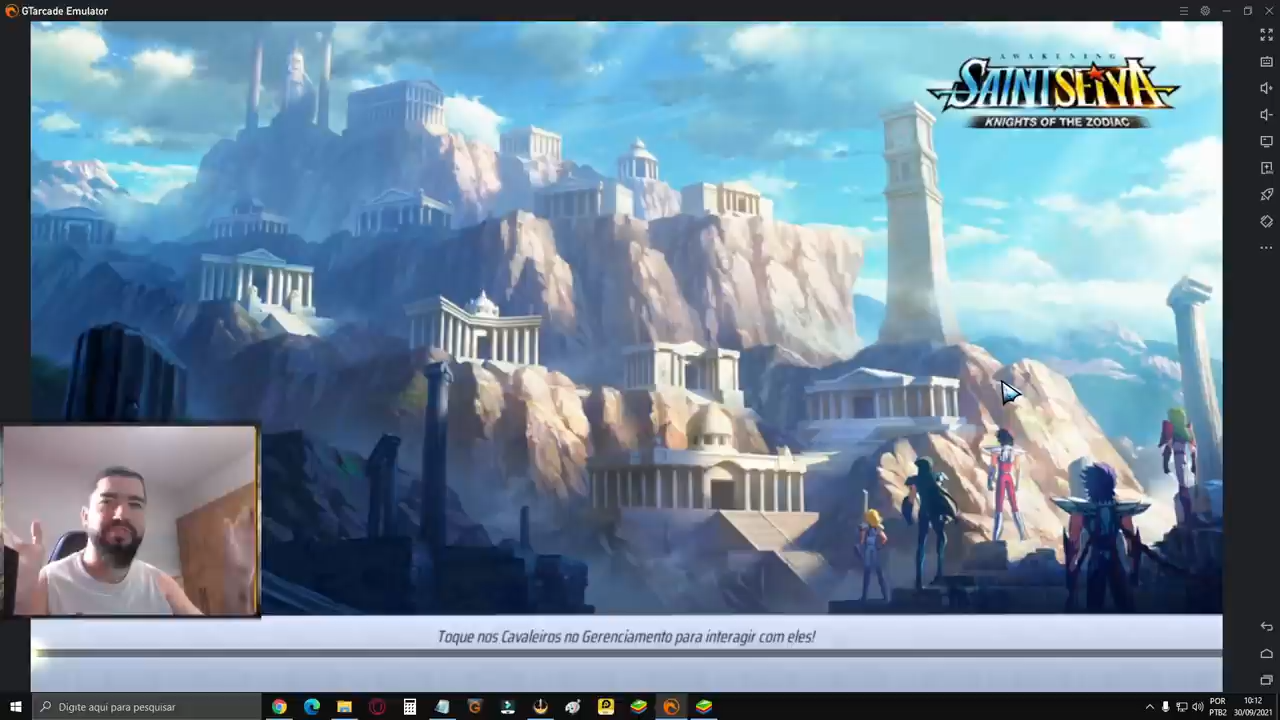 GTarcade Emulator
AWAKENING
SAINT SEIYA
KNIGHTS OF THE ZODIAC
Toque nos Cavaleiros no Gerenciamento para interagir com eles!
Digite aqui para pesquisar
POR
PTB2
10:12
30/09/2021